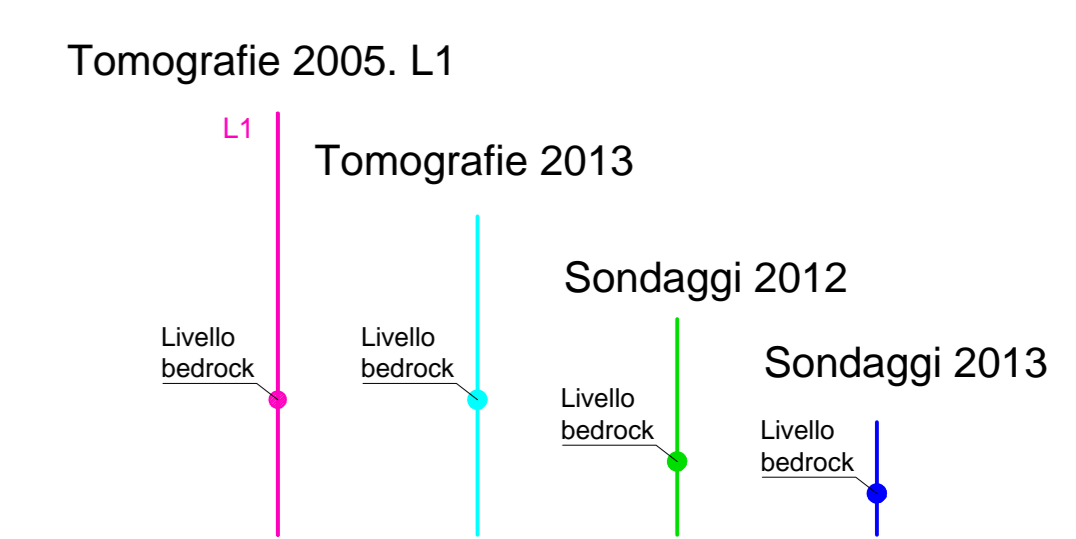 Tomografie 2005. L1
L1
Tomografie 2013
Sondaggi 2012
Sondaggi 2013
Livello
bedrock
Livello
bedrock
Livello
bedrock
Livello
bedrock